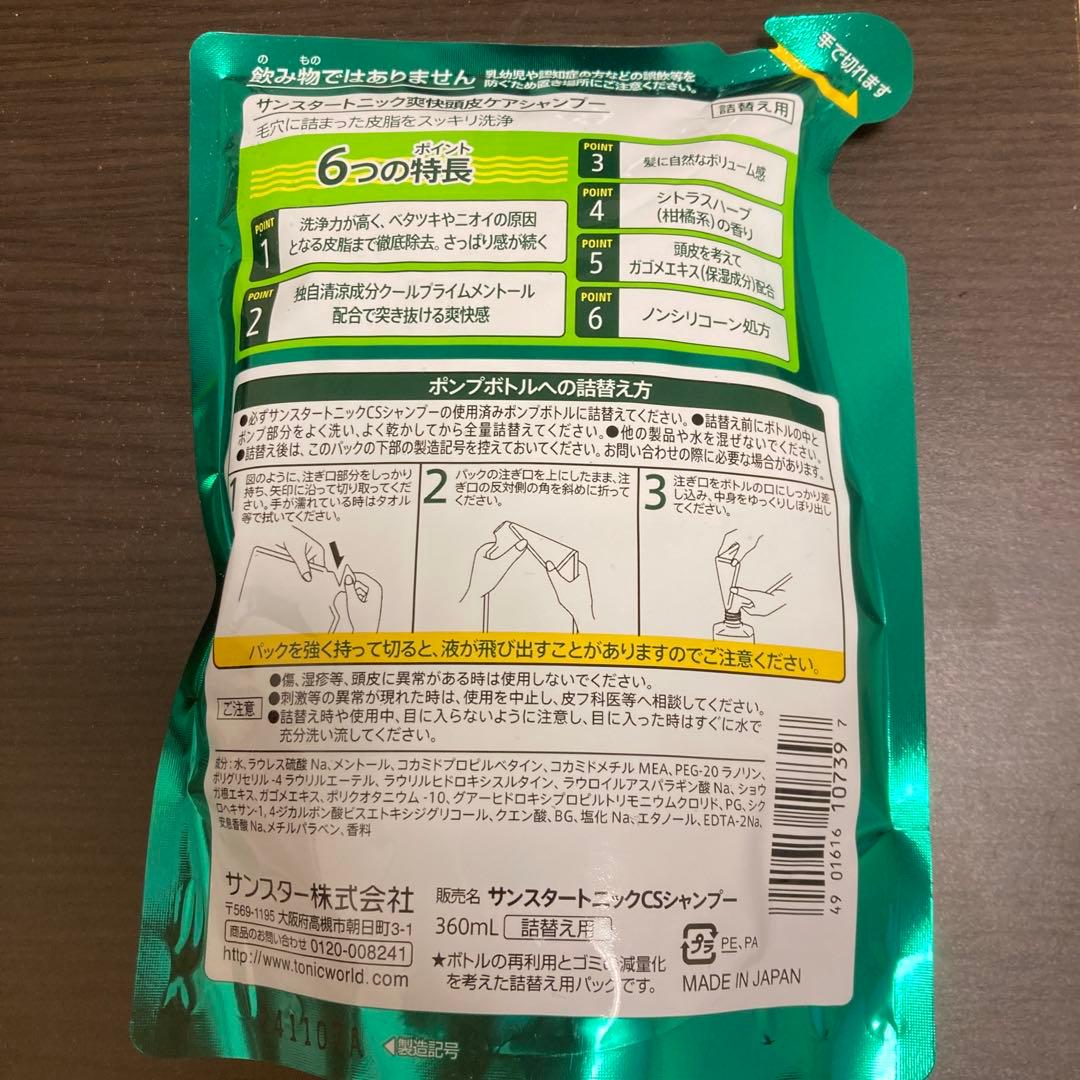 手で切れます
の もの
飲み物ではありません
乳幼児や認知症の方などの誤飲等を
防ぐため置き場所にご注意ください。
サンスタートニック爽快頭皮ケアシャンプー
詰替え用
毛穴に詰まった皮脂をスッキリ洗浄
ポイント
6つの特長
POINT
1
洗浄力が高く、ベタツキやニオイの原因
となる皮脂まで徹底除去。さっぱり感が続く
POINT
2
独自清涼成分クールプライムメントール
配合で突き抜ける爽快感
POINT
3
髪に自然なボリューム感
POINT
4
シトラスハーブ
(柑橘系)の香り
POINT
5
頭皮を考えて
ガゴメエキス(保湿成分)配合
POINT
6
ノンシリコーン処方
ポンプボトルへの詰替え方
●必ずサンスタートニックCSシャンプーの使用済みポンプボトルに詰替えてください。●詰替え前にボトルの中と
ポンプ部分をよく洗い、よく乾かしてから全量詰替えてください。●他の製品や水を混ぜないでください。
●詰替え後は、このパックの下部の製造記号を控えておいてください。お問い合わせの際に必要な場合があります。
1
図のように、注ぎ口部分をしっかり
持ち、矢印に沿って切り取ってくだ
さい。手が濡れている時はタオル
等で拭いてください。
2
パックの注ぎ口を上にしたまま、注
ぎ口の反対側の角を斜めに折って
ください。
3
注ぎ口をボトルの口にしっかり差
し込み、中身をゆっくりしぼり出し
てください。
パックを強く持って切ると、液が飛び出すことがありますのでご注意ください。
ご注意
●傷、湿疹等、頭皮に異常がある時は使用しないでください。
●刺激等の異常が現れた時は、使用を中止し、皮フ科医等へ相談してください。
●詰替え時や使用中、目に入らないように注意し、目に入った時はすぐに水で
充分洗い流してください。
成分:水、ラウレス硫酸Na、メントール、コカミドプロピルベタイン、コカミドメチルMEA、PEG-20ラノリン、
ポリグリセリル-4ラウリルエーテル、ラウリルヒドロキシスルタイン、ラウロイルアスパラギン酸Na、ショウ
ガ根エキス、ガゴメエキス、ポリクオタニウム-10、グアーヒドロキシプロピルトリモニウムクロリド、PG、シク
ロヘキサン-1, 4-ジカルボン酸ビスエトキシジグリコール、クエン酸、BG、塩化Na、エタノール、EDTA-2Na、
安息香酸Na、メチルパラベン、香料
サンスター株式会社
〒569-1195 大阪府高槻市朝日町3-1
商品のお問い合わせ 0120-008241
http://www.tonicworld.com
販売名 サンスタートニックCSシャンプー
360mL 詰替え用
★ボトルの再利用とゴミの減量化
を考えた詰替え用パックです。
プラ
PE、PA
MADE IN JAPAN
49 01616 10739 7
◀製造記号